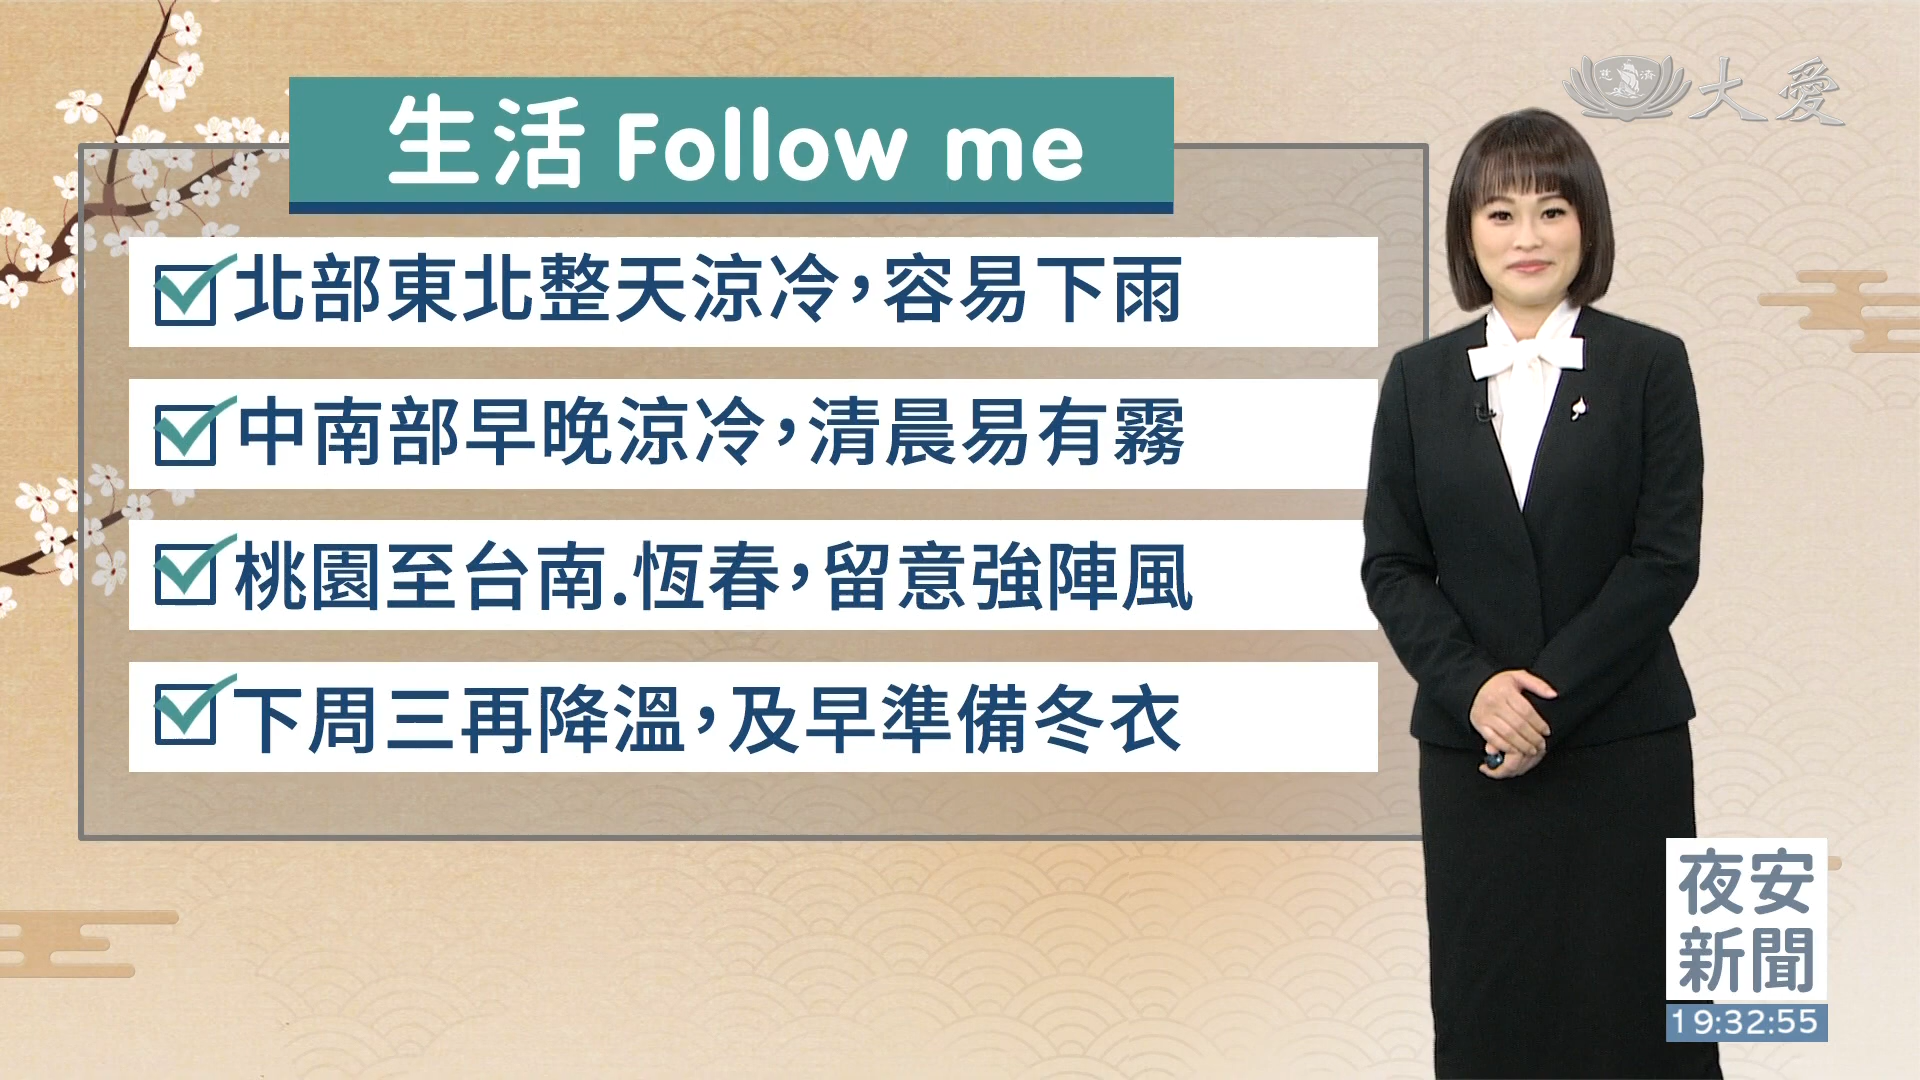 慈濟
大愛
生活 Follow me
北部東北整天涼冷，容易下雨
中南部早晚涼冷，清晨易有霧
桃園至台南.恆春，留意強陣風
下周三再降溫，及早準備冬衣
夜安
新聞
19:32:55